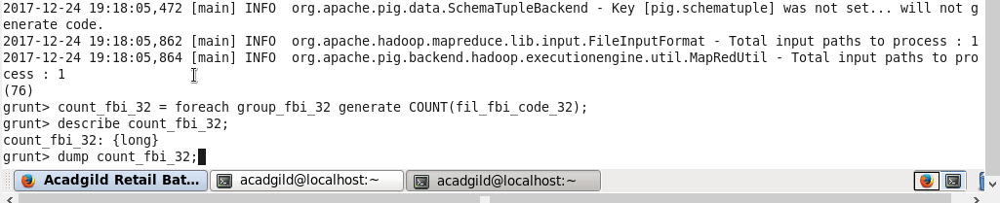 2017-12-24 19:18:05,472 [main] INFO  org.apache.pig.data.SchemaTupleBackend - Key [pig.schematuple] was not set... will not g
enerate code.
2017-12-24 19:18:05,862 [main] INFO  org.apache.hadoop.mapreduce.lib.input.FileInputFormat - Total input paths to process : 1
2017-12-24 19:18:05,864 [main] INFO  org.apache.pig.backend.hadoop.executionengine.util.MapRedUtil - Total input paths to pro
cess : 1
(76)
grunt> count_fbi_32 = foreach group_fbi_32 generate COUNT(fil_fbi_code_32);
grunt> describe count_fbi_32;
count_fbi_32: {long}
grunt> dump count_fbi_32;
Acadgild Retail Bat... acadgild@localhost:~ acadgild@localhost:~